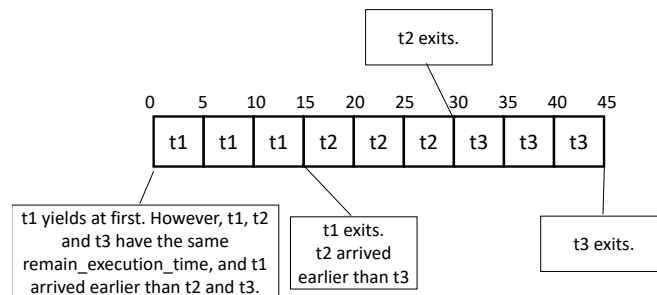 t2 exits.
0 5 10 15 20 25 30 35 40 45
t1 t1 t1 t2 t2 t2 t3 t3 t3
t1 yields at first. However, t1, t2
and t3 have the same
remain_execution_time, and t1
arrived earlier than t2 and t3.
t1 exits.
t2 arrived
earlier than t3
t3 exits.